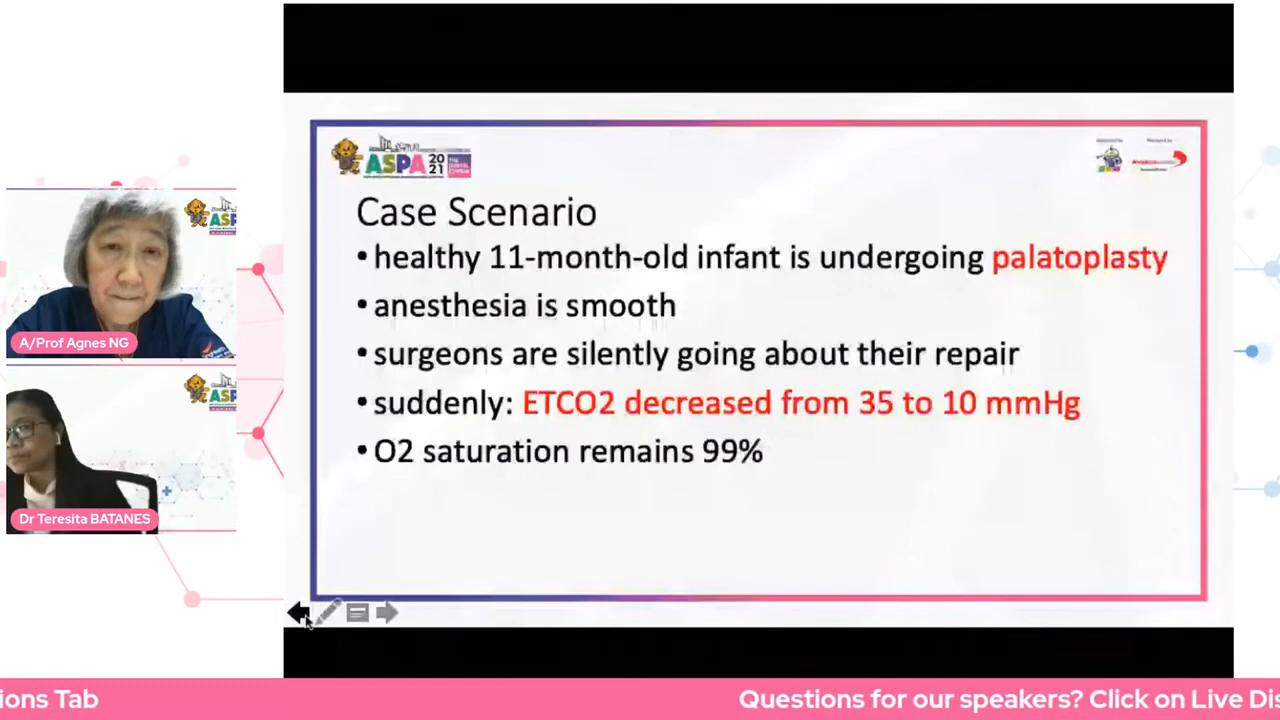 ASPA 2021
Case Scenario
• healthy 11-month-old infant is undergoing palatoplasty
• anesthesia is smooth
• surgeons are silently going about their repair
• suddenly: ETCO2 decreased from 35 to 10 mmHg
• O2 saturation remains 99%
A/Prof Agnes NG
Dr Teresita BATANES
ions Tab
Questions for our speakers? Click on Live Dis